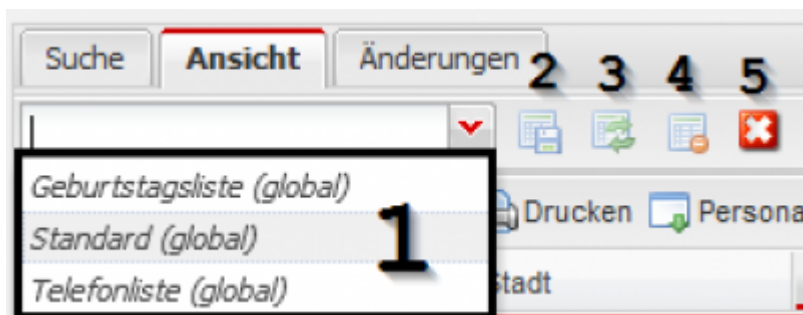 Suche Ansicht Änderungen
2 3 4 5
Geburtstagsliste (global)
Standard (global)
Telefonliste (global)
1
Drucken Persona
Stadt